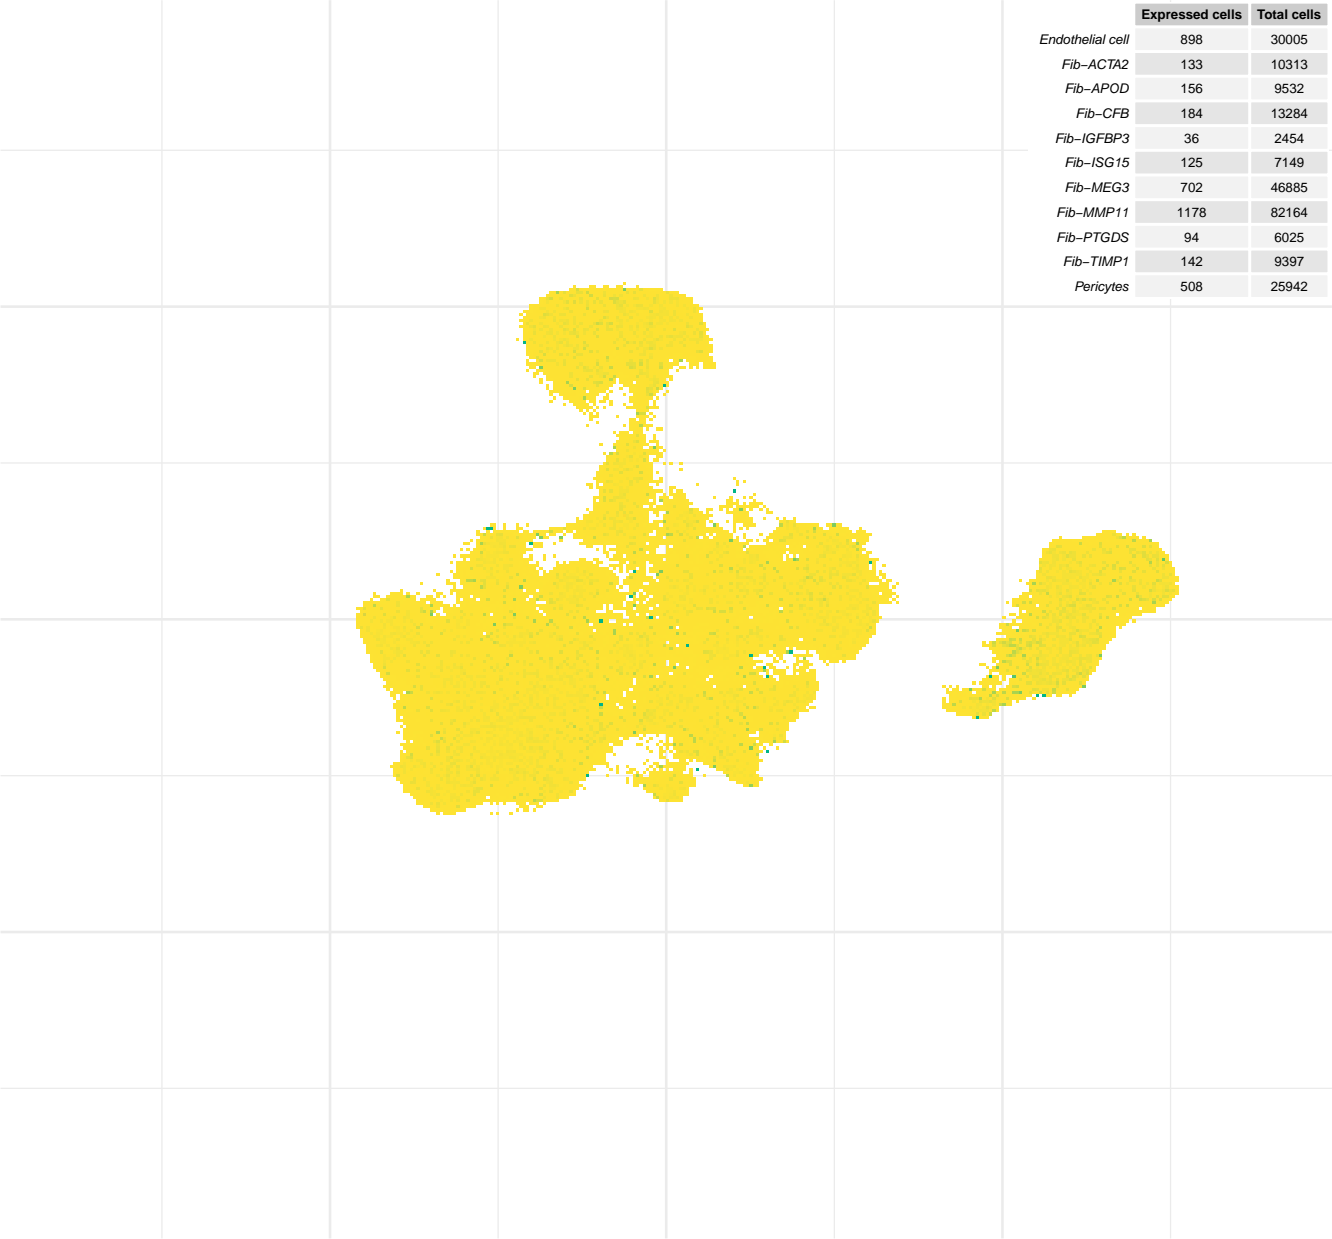 Expressed cells Total cells
Endothelial cell 898 30005
Fib−ACTA2 133 10313
Fib−APOD 156 9532
Fib−CFB 184 13284
Fib−IGFBP3 36 2454
Fib−ISG15 125 7149
Fib−MEG3 702 46885
Fib−MMP11 1178 82164
Fib−PTGDS 94 6025
Fib−TIMP1 142 9397
Pericytes 508 25942